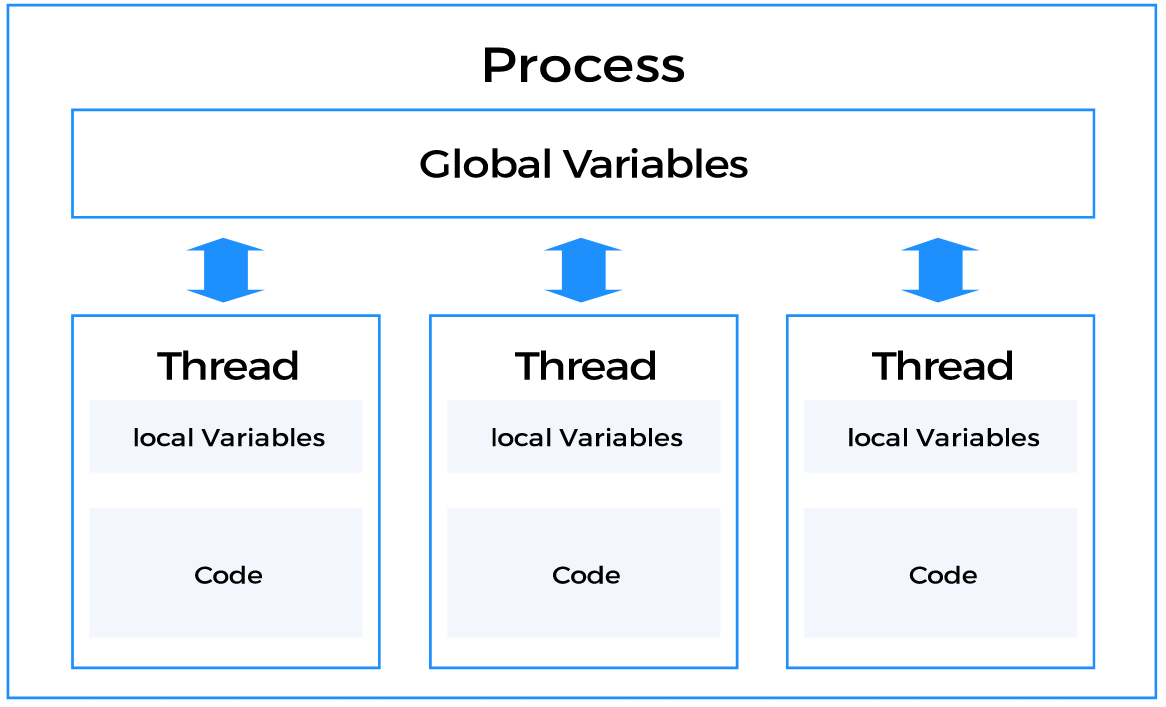 Process
Global Variables
Thread
local Variables
Code
Thread
local Variables
Code
Thread
local Variables
Code